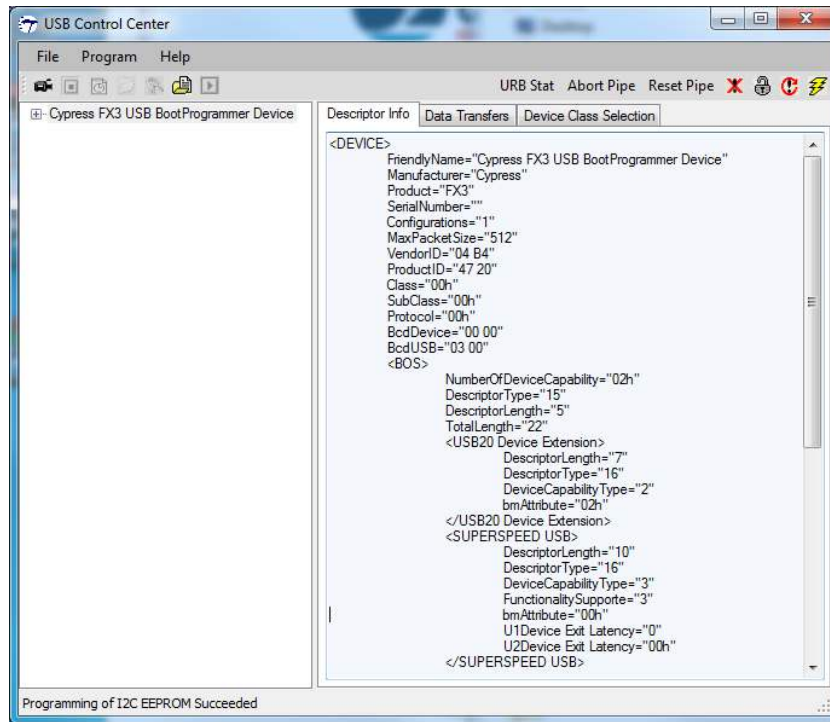 USB Control Center
File Program Help
URB Stat Abort Pipe Reset Pipe
Cypress FX3 USB BootProgrammer Device
Descriptor Info Data Transfers Device Class Selection
<DEVICE>
FriendlyName="Cypress FX3 USB BootProgrammer Device"
Manufacturer="Cypress"
Product="FX3"
SerialNumber=""
Configurations="1"
MaxPacketSize="512"
VendorID="04 B4"
ProductID="47 20"
Class="00h"
SubClass="00h"
Protocol="00h"
BcdDevice="00 00"
BcdUSB="03 00"
<BOS>
NumberOfDeviceCapability="02h"
DescriptorType="15"
DescriptorLength="5"
TotalLength="22"
<USB20 Device Extension>
DescriptorLength="7"
DescriptorType="16"
DeviceCapabilityType="2"
bmAttribute="02h"
</USB20 Device Extension>
<SUPERSPEED USB>
DescriptorLength="10"
DescriptorType="16"
DeviceCapabilityType="3"
FunctionalitySupporte="3"
bmAttribute="00h"
U1Device Exit Latency="0"
U2Device Exit Latency="00h"
</SUPERSPEED USB>
Programming of I2C EEPROM Succeeded